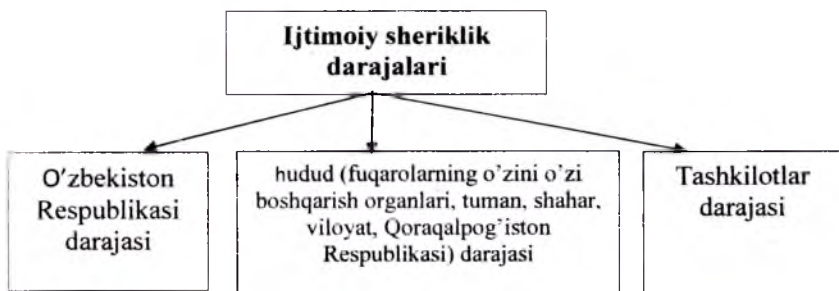 Ijtimoiy sheriklik
darajalari
O'zbekiston
Respublikasi
darajasi
hudud (fuqarolarning o'zini o'zi
boshqarish organlari, tuman, shahar,
viloyat, Qoraqalpog'iston
Respublikasi) darajasi
Tashkilotlar
darajasi